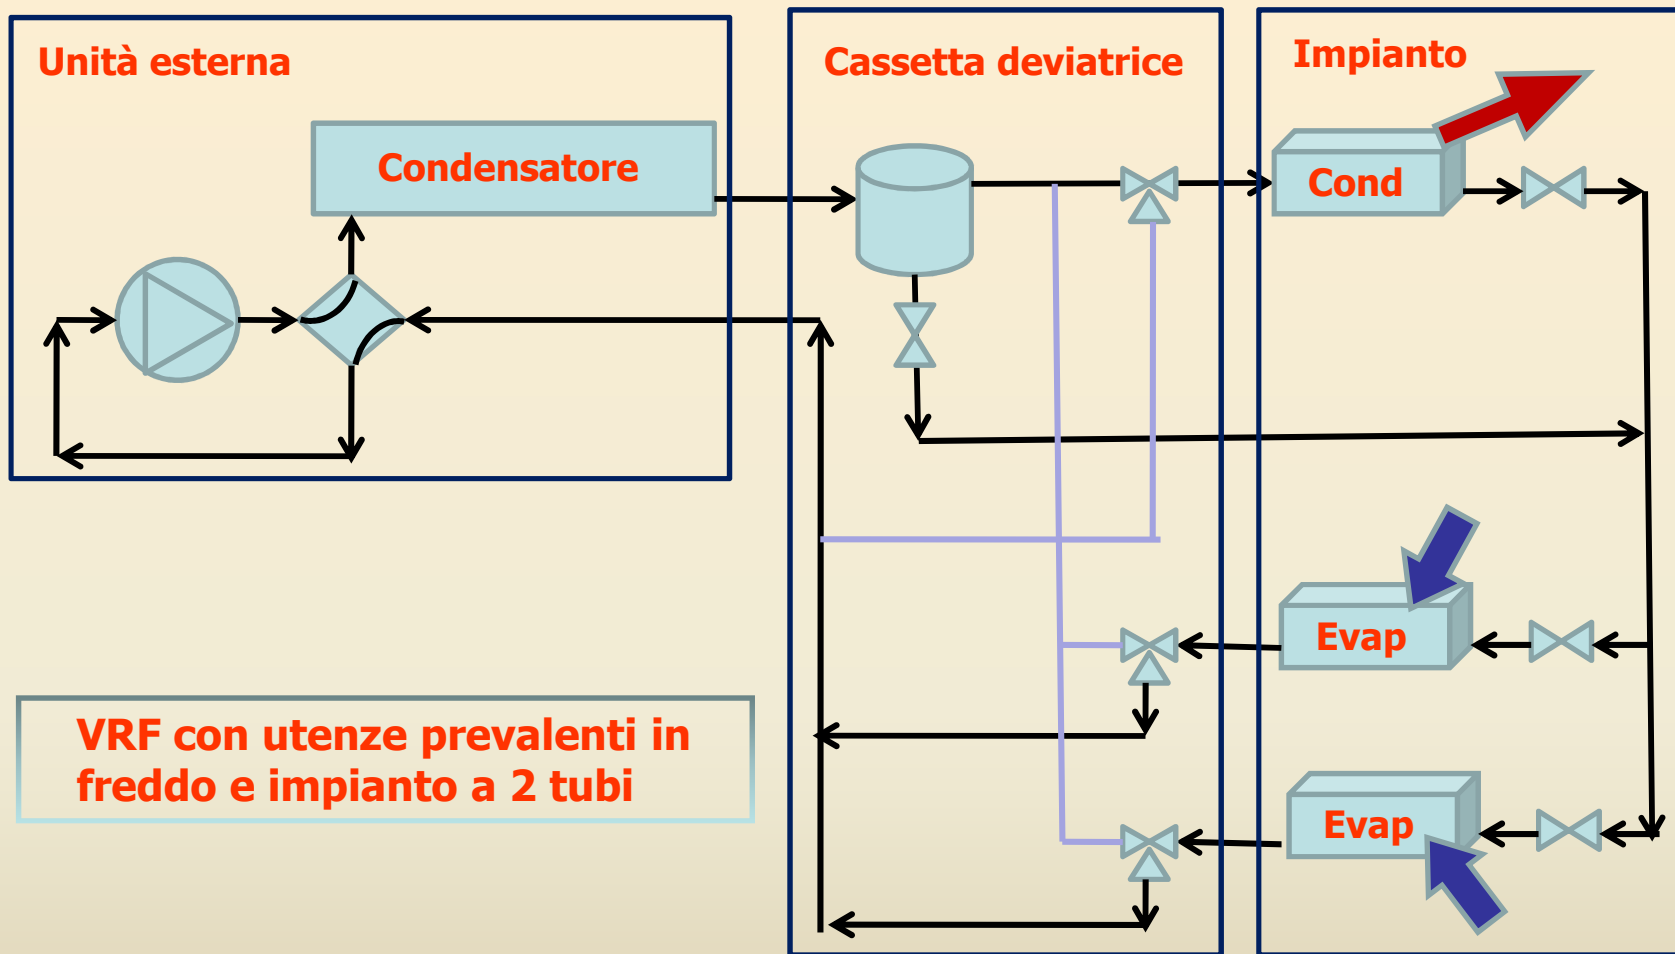 Unità esterna
Cassetta deviatrice
Impianto
Condensatore
Cond
Evap
VRF con utenze prevalenti in
freddo e impianto a 2 tubi
Evap